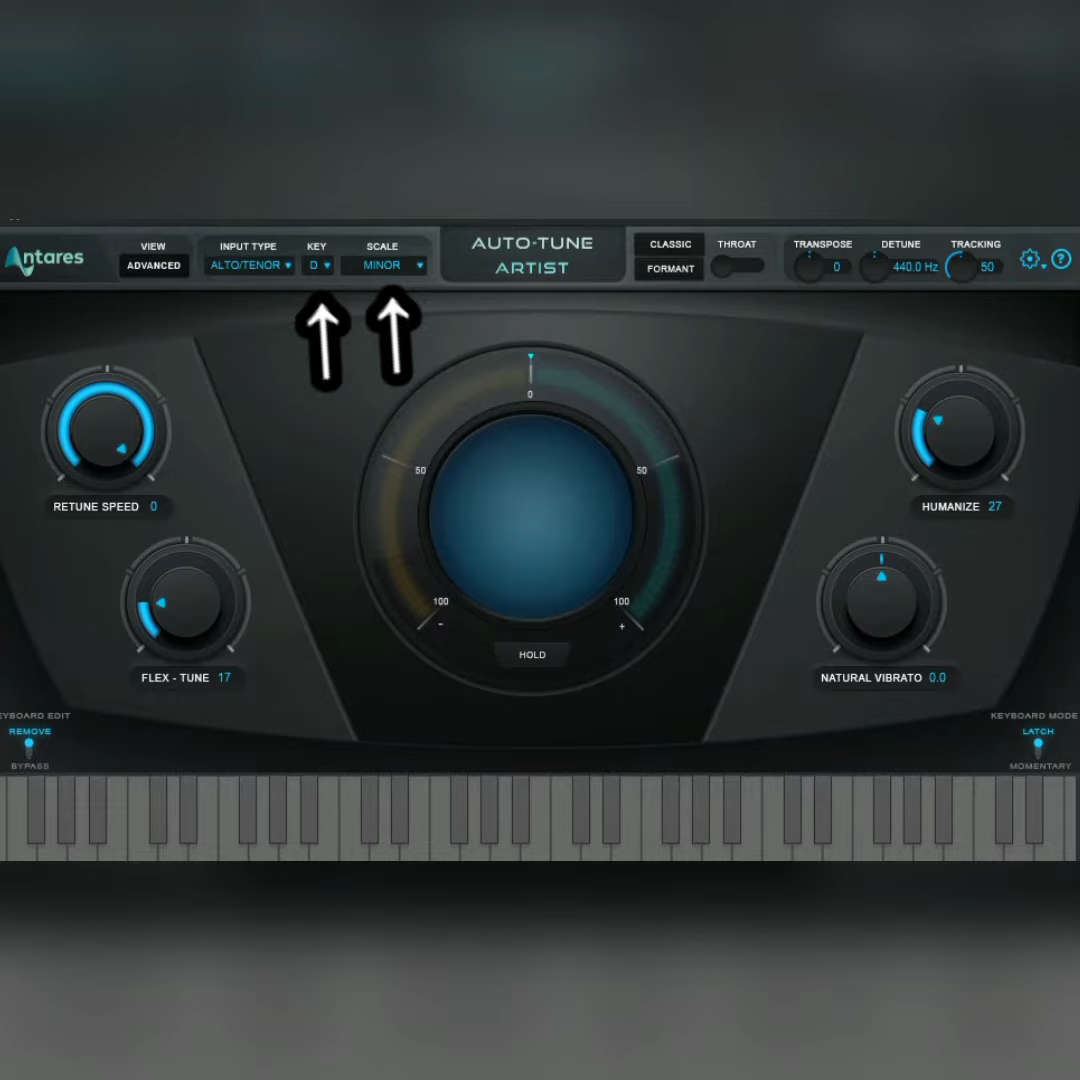 Antares
VIEW
ADVANCED
INPUT TYPE
ALTO/TENOR
KEY
D
SCALE
MINOR
AUTO-TUNE
ARTIST
CLASSIC
FORMANT
THROAT
TRANSPOSE
0
DETUNE
440.0 Hz
TRACKING
50
?
RETUNE SPEED 0
FLEX - TUNE 17
0
50
50
100
100
-
+
HOLD
HUMANIZE 27
NATURAL VIBRATO 0.0
EYBOARD EDIT
REMOVE
BYPASS
KEYBOARD MODE
LATCH
MOMENTARY